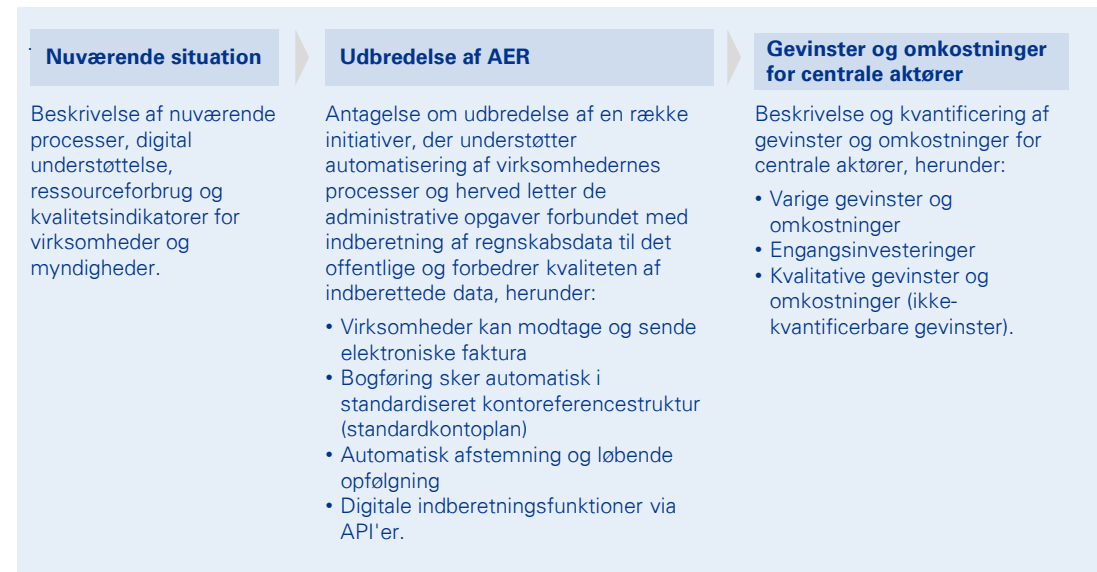 Nuværende situation
Beskrivelse af nuværende
processer, digital
understøttelse,
ressourceforbrug og
kvalitetsindikatorer for
virksomheder og
myndigheder.
Udbredelse af AER
Antagelse om udbredelse af en række
initiativer, der understøtter
automatisering af virksomhedernes
processer og herved letter de
administrative opgaver forbundet med
indberetning af regnskabsdata til det
offentlige og forbedrer kvaliteten af
indberettede data, herunder:
• Virksomheder kan modtage og sende
elektroniske faktura
• Bogføring sker automatisk i
standardiseret kontoreferencestruktur
(standardkontoplan)
• Automatisk afstemning og løbende
opfølgning
• Digitale indberetningsfunktioner via
API'er.
Gevinster og omkostninger
for centrale aktører
Beskrivelse og kvantificering af
gevinster og omkostninger for
centrale aktører, herunder:
• Varige gevinster og
omkostninger
• Engangsinvesteringer
• Kvalitative gevinster og
omkostninger (ikke-
kvantificerbare gevinster).